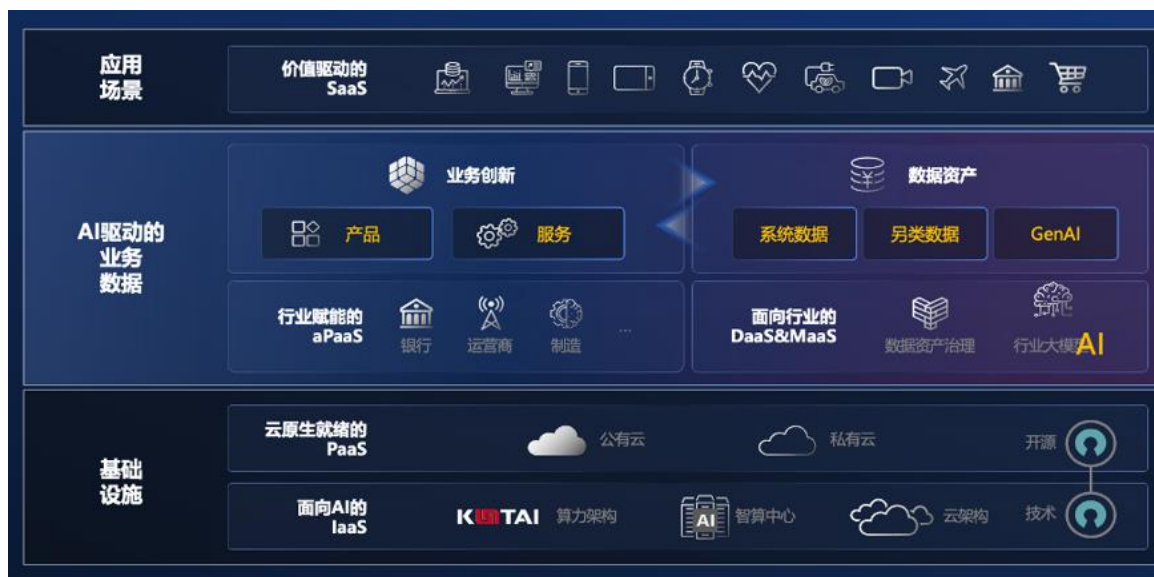 应用
场景
价值驱动的
SaaS
AI驱动的
业务
数据
业务创新
产品
服务
数据资产
系统数据
另类数据
GenAI
行业赋能的
aPaaS
银行
运营商
制造
...
面向行业的
DaaS&MaaS
数据资产治理
行业大模型
AI
基础
设施
云原生就绪的
PaaS
公有云
私有云
开源
面向AI的
IaaS
KUNTAI 算力架构
AI
智算中心
云架构
技术